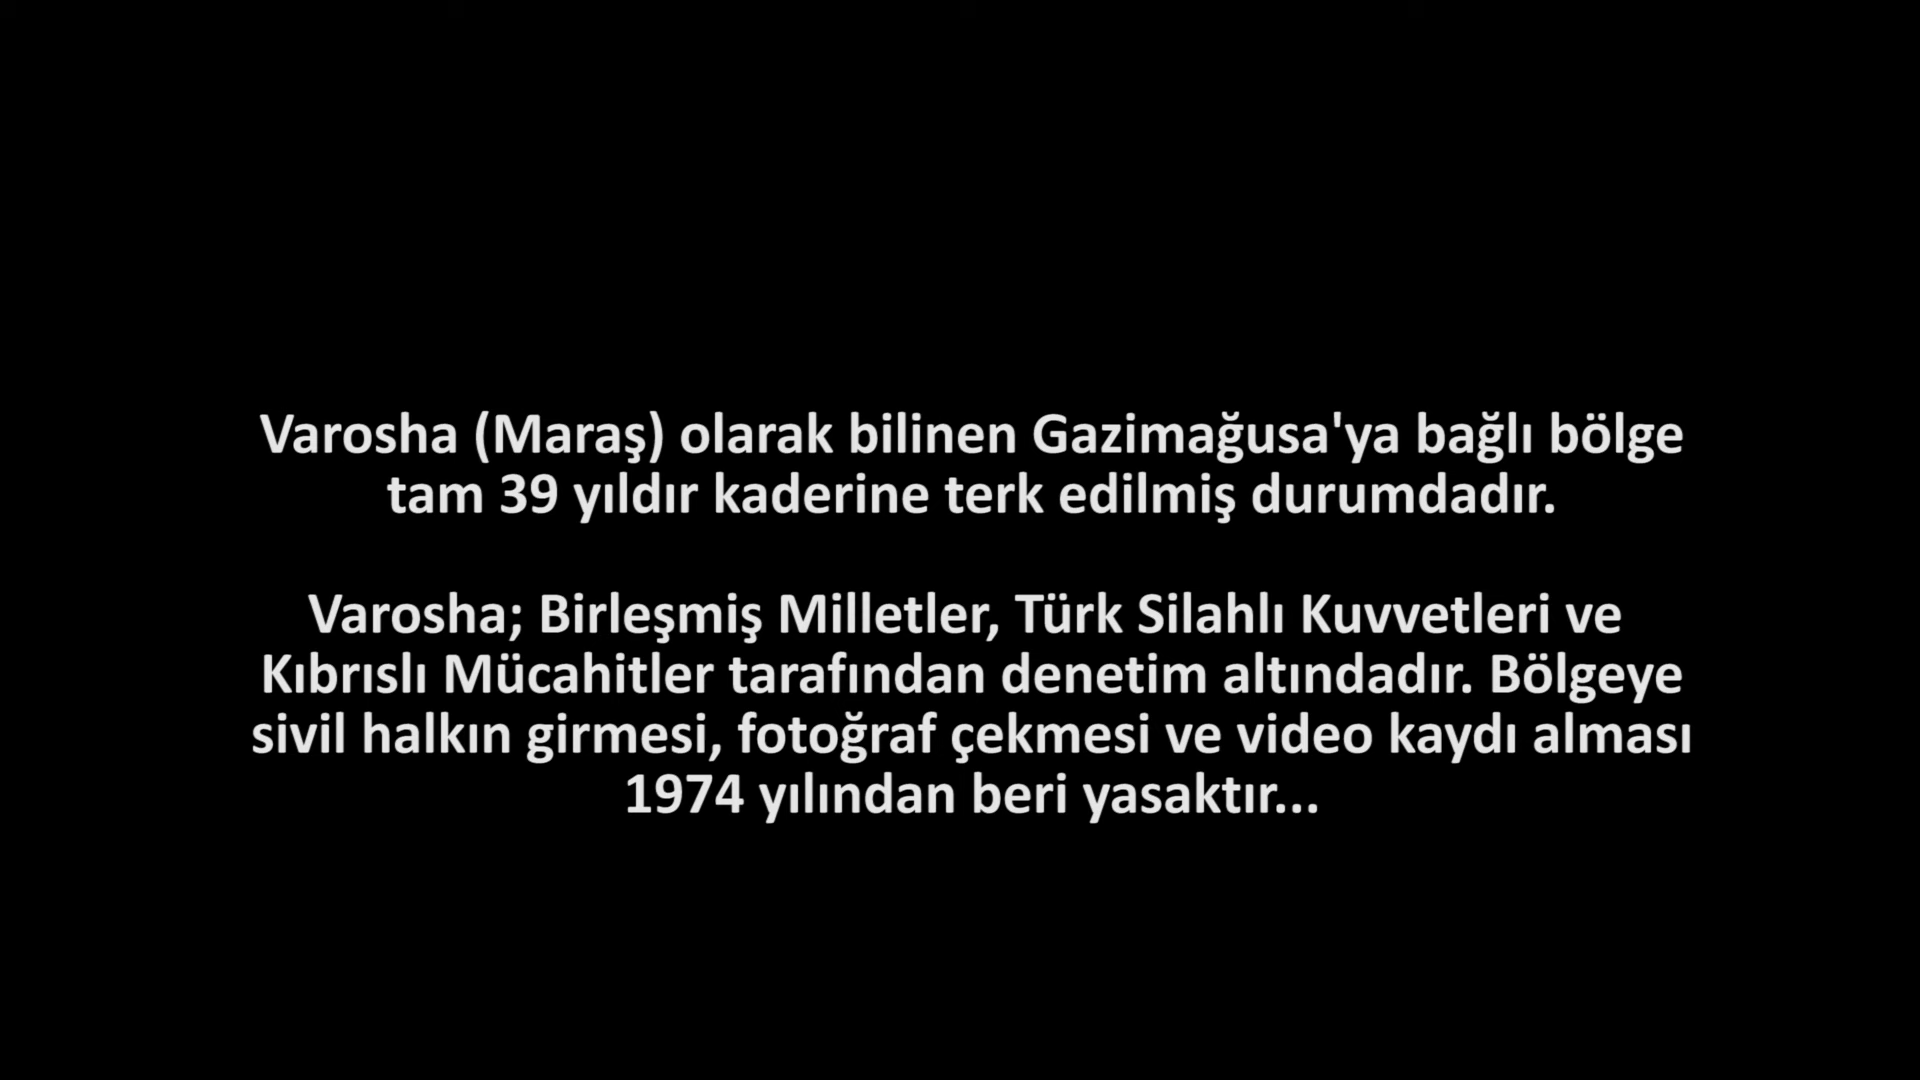 Varosha (Maraş) olarak bilinen Gazimağusa'ya bağlı bölge
tam 39 yıldır kaderine terk edilmiş durumdadır.
Varosha; Birleşmiş Milletler, Türk Silahlı Kuvvetleri ve
Kıbrıslı Mücahitler tarafından denetim altındadır. Bölgeye
sivil halkın girmesi, fotoğraf çekmesi ve video kaydı alması
1974 yılından beri yasaktır...